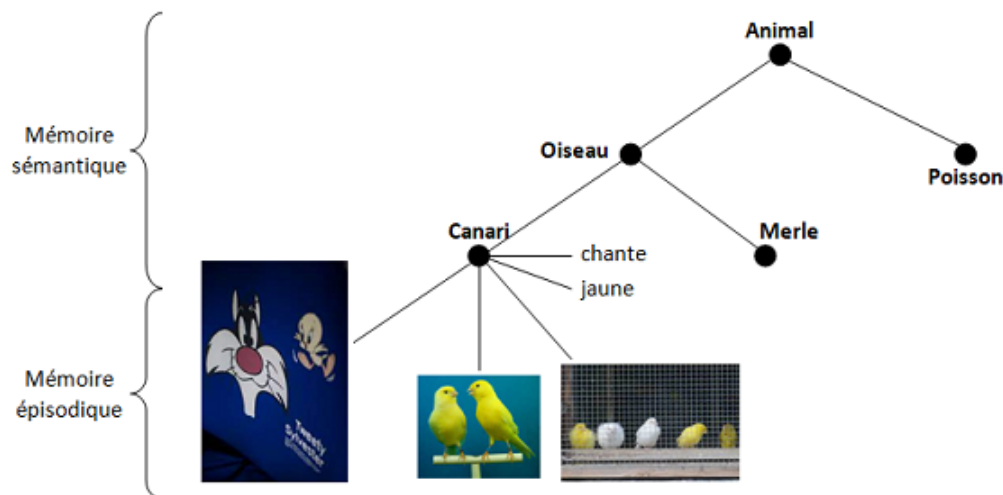 Animal
Mémoire
sémantique
Oiseau
Poisson
Canari
Merle
chante
jaune
Mémoire
épisodique
Tweety
Sylvester